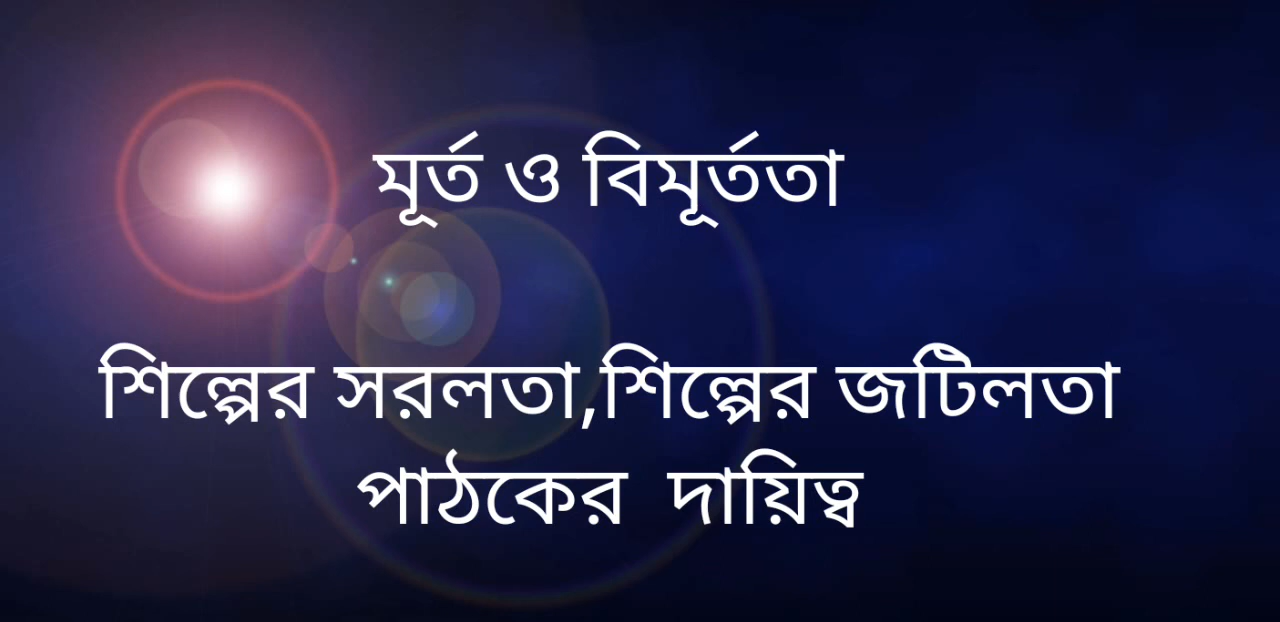 মূর্ত ও বিমূর্ততা
শিল্পের সরলতা,শিল্পের জটিলতা
পাঠকের দায়িত্ব